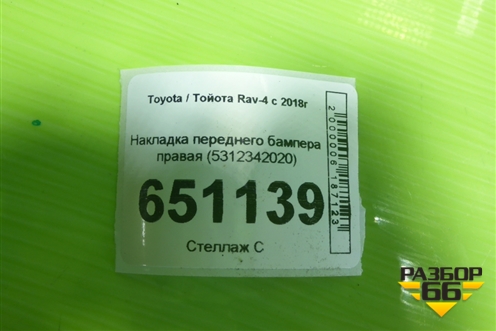 Toyota / Тойота Rav-4 с 2018г
Накладка переднего бампера
правая (5312342020)
651139
Стеллаж С
2000006187123
РАЗБОР
66